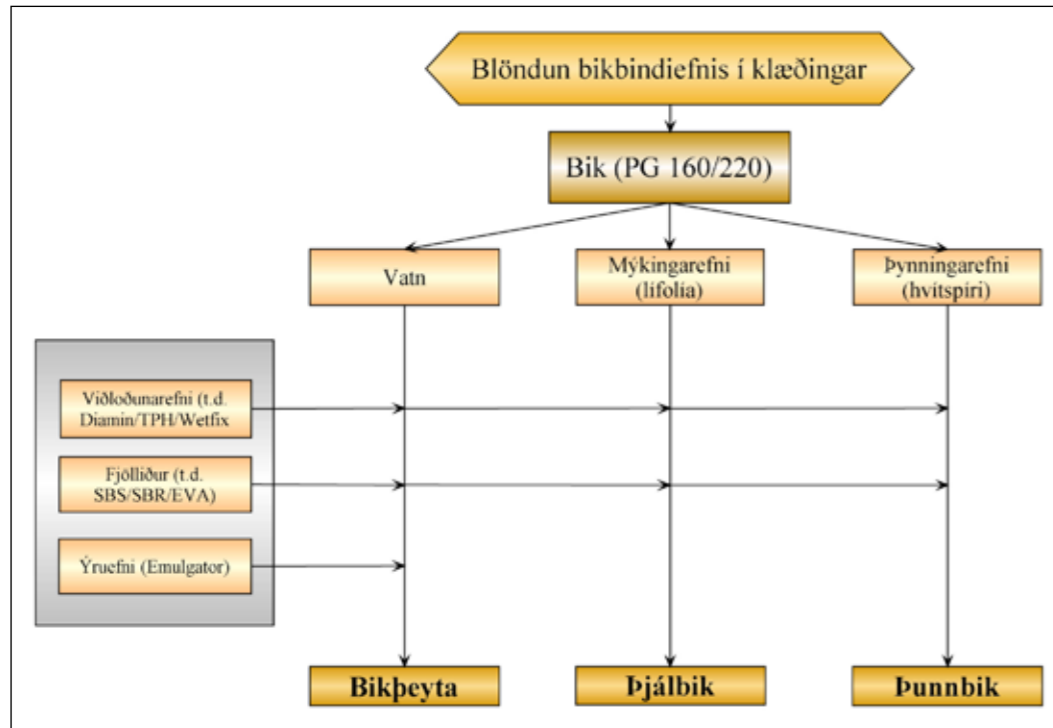 Blöndun bikbindiefnis í klæðingar
Bik (PG 160/220)
Vatn
Mýkingarefni
(lífolía)
Þynningarefni
(hvítspíri)
Viðloðunarefni (t.d.
Diamin/TPH/Wetfix
Fjölliður (t.d.
SBS/SBR/EVA)
Ýruefni (Emulgator)
Bikþeyta
Þjálbik
Þunnbik